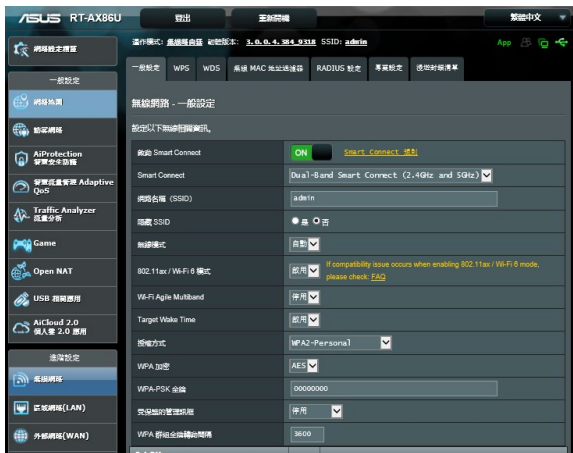 ASUS RT-AX86U 登出 重新開機 繁體中文
網路設定精靈
操作模式: 無線路由器 韌體版本: 3.0.0.4.384_9318 SSID: admin App
一般設定 WPS WDS 無線 MAC 地址過濾器 RADIUS 設定 專業設定 漫遊封鎖清單
一般設定
網路地圖
訪客網路
AiProtection
智慧安全防護
智慧流量管理 Adaptive
QoS
Traffic Analyzer
流量分析
Game
Open NAT
USB 相關應用
AiCloud 2.0
個人雲 2.0 應用
進階設定
無線網路
區域網路(LAN)
外部網路(WAN)
無線網路 - 一般設定
設定以下無線相關資訊。
啟動 Smart Connect ON Smart Connect 規則
Smart Connect Dual-Band Smart Connect (2.4GHz and 5GHz)
網路名稱 (SSID) admin
隱藏 SSID 是 否
無線模式 自動
802.11ax / Wi-Fi 6 模式 啟用 If compatibility issue occurs when enabling 802.11ax / Wi-Fi 6 mode,
please check: FAQ
Wi-Fi Agile Multiband 停用
Target Wake Time 啟用
授權方式 WPA2-Personal
WPA 加密 AES
WPA-PSK 金鑰 00000000
受保護的管理訊框 停用
WPA 群組金鑰轉動間隔 3600